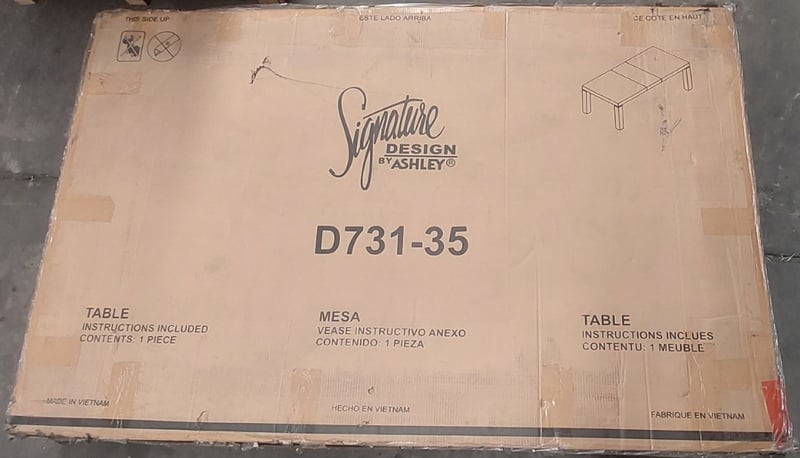 THIS SIDE UP
ESTE LADO ARRIBA
CE COTE EN HAUT
Signature
DESIGN
BY ASHLEY®
D731-35
TABLE
INSTRUCTIONS INCLUDED
CONTENTS: 1 PIECE
MESA
VEASE INSTRUCTIVO ANEXO
CONTENIDO: 1 PIEZA
TABLE
INSTRUCTIONS INCLUES
CONTENTU: 1 MEUBLE
MADE IN VIETNAM
HECHO EN VIETNAM
FABRIQUE EN VIETNAM